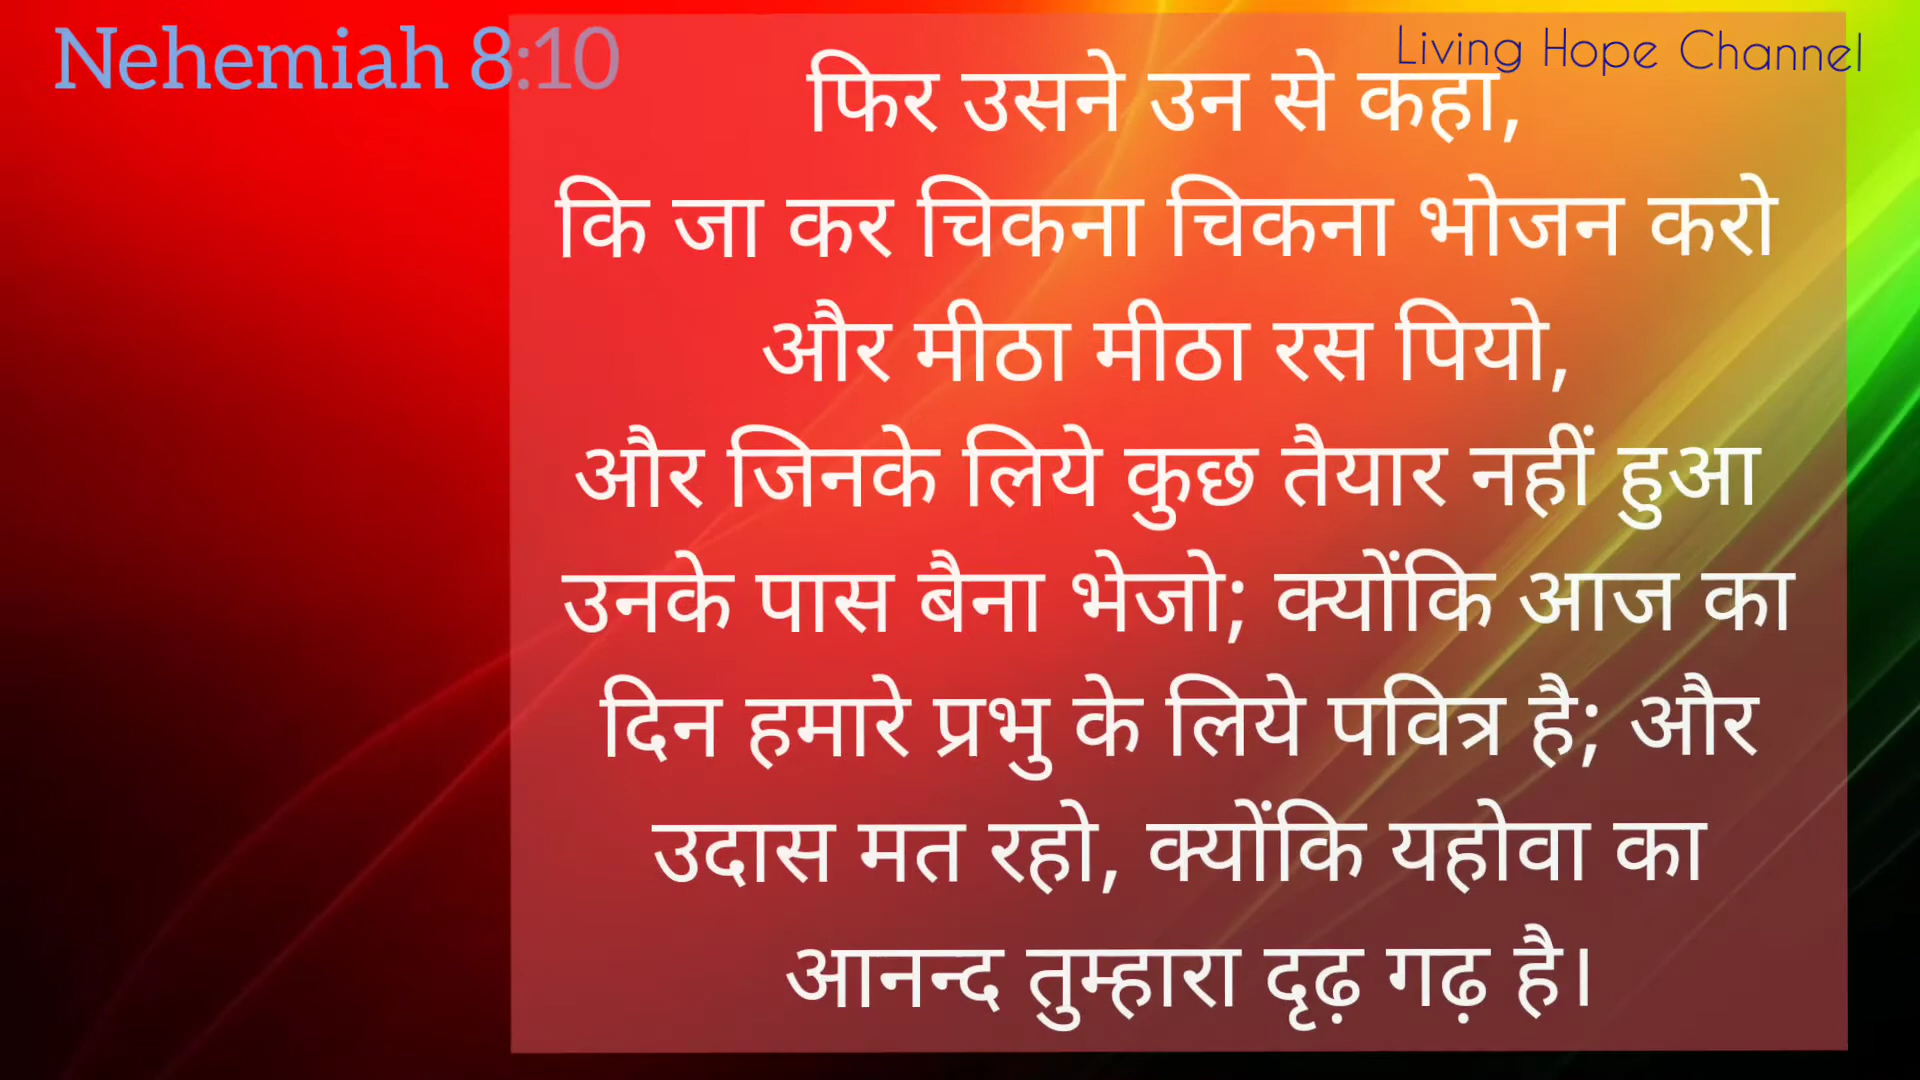 Nehemiah 8:10
Living Hope Channel
फिर उसने उन से कहा,
कि जा कर चिकना चिकना भोजन करो
और मीठा मीठा रस पियो,
और जिनके लिये कुछ तैयार नहीं हुआ
उनके पास बैना भेजो; क्योंकि आज का
दिन हमारे प्रभु के लिये पवित्र है; और
उदास मत रहो, क्योंकि यहोवा का
आनन्द तुम्हारा दृढ़ गढ़ है।